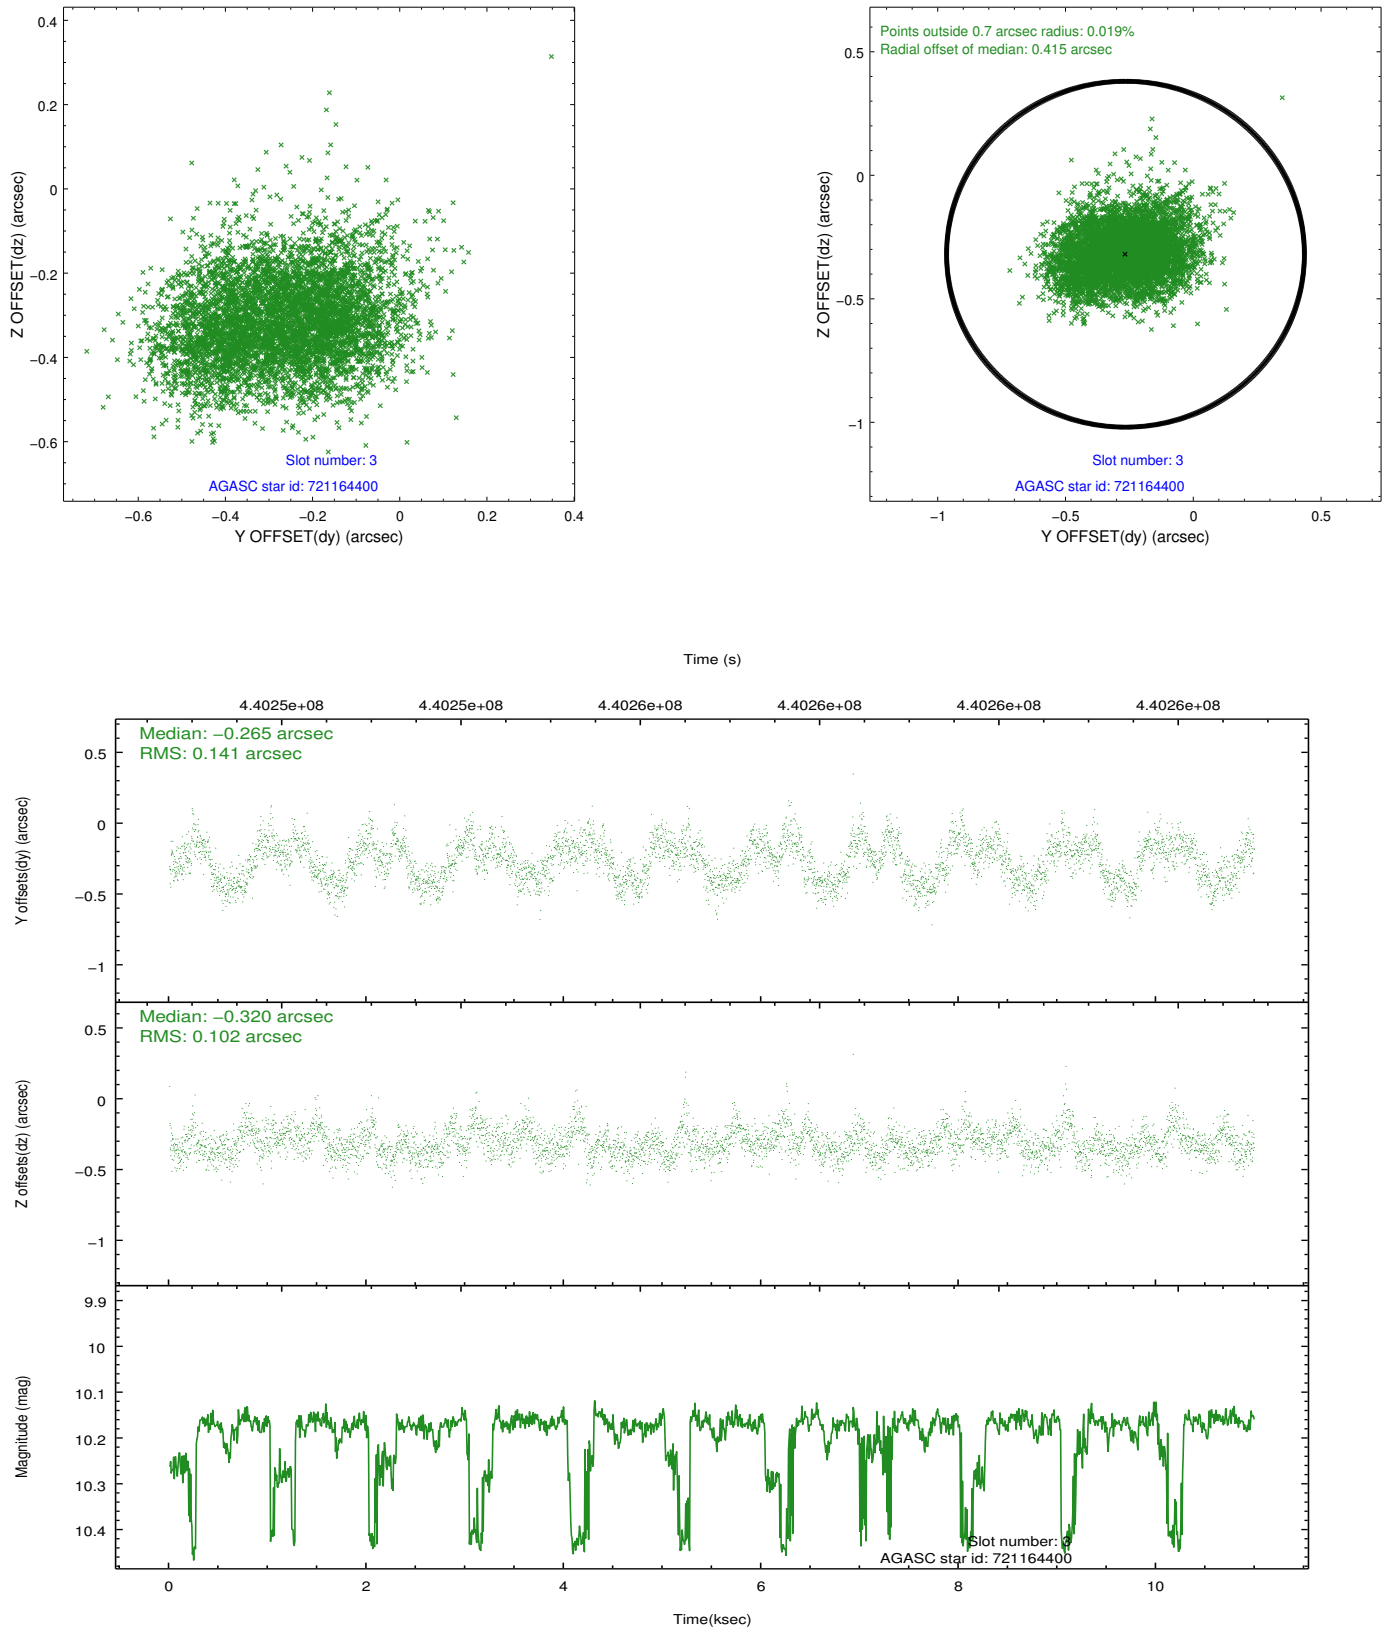 0.4
0.2
0
−0.2
−0.4
−0.6
Z OFFSET(dz) (arcsec)
Slot number: 3
AGASC star id: 721164400
−0.6 −0.4 −0.2 0 0.2 0.4
Y OFFSET(dy) (arcsec)
Points outside 0.7 arcsec radius: 0.019%
Radial offset of median: 0.415 arcsec
0.5
0
−0.5
−1
Z OFFSET(dz) (arcsec)
Slot number: 3
AGASC star id: 721164400
−1 −0.5 0 0.5
Y OFFSET(dy) (arcsec)
Time (s)
4.4025e+08 4.4025e+08 4.4026e+08 4.4026e+08 4.4026e+08 4.4026e+08
Median: −0.265 arcsec
RMS: 0.141 arcsec
0.5
0
−0.5
−1
Y offsets(dy) (arcsec)
Median: −0.320 arcsec
RMS: 0.102 arcsec
0.5
0
−0.5
−1
Z offsets(dz) (arcsec)
9.9
10
10.1
10.2
10.3
10.4
Magnitude (mag)
Slot number: 3
AGASC star id: 721164400
0 2 4 6 8 10
Time(ksec)